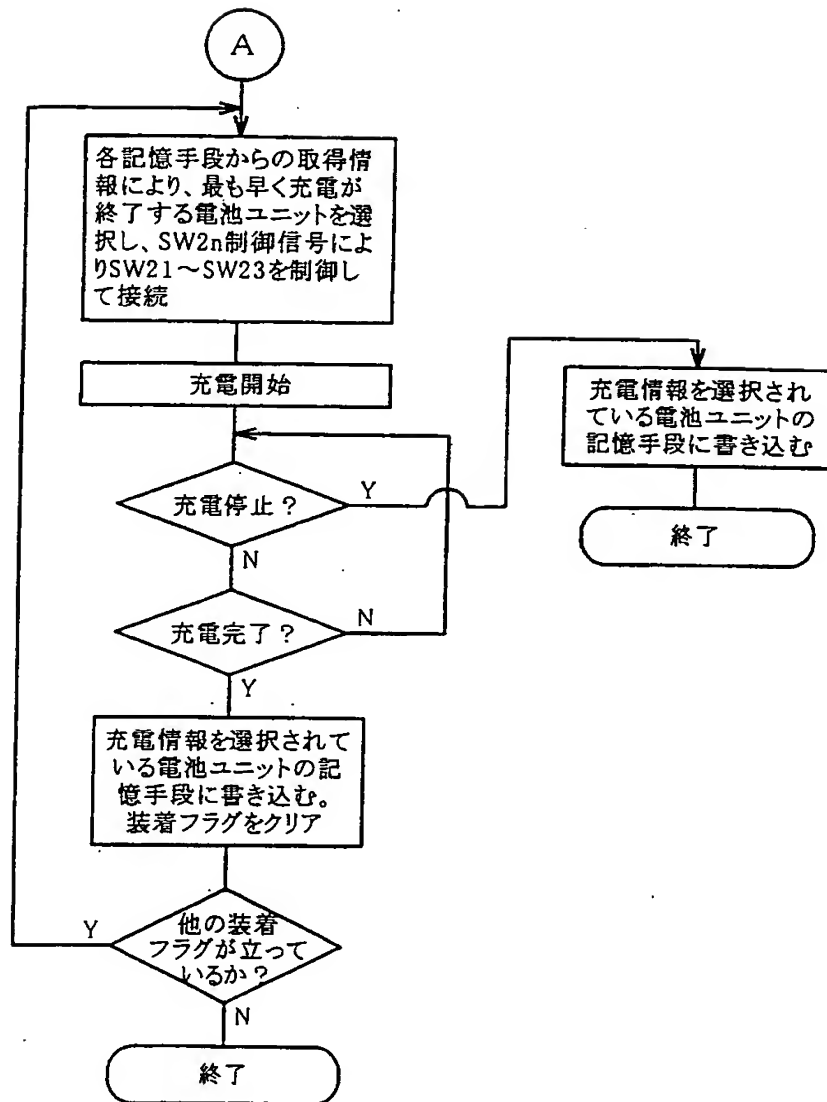 A
各記憶手段からの取得情
報により、最も早く充電が
終了する電池ユニットを選
択し、SW2n制御信号によ
りSW21～SW23を制御し
て接続
充電開始
充電停止？
Y
N
充電情報を選択され
ている電池ユニットの
記憶手段に書き込む
終了
充電完了？
N
Y
充電情報を選択されて
いる電池ユニットの記
憶手段に書き込む。
装着フラグをクリア
他の装着
フラグが立って
いるか？
Y
N
終了